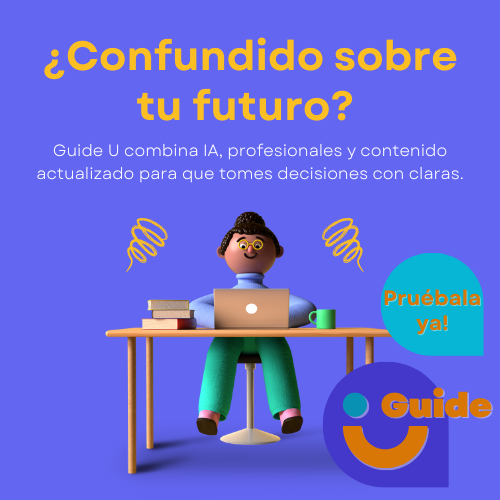 ¿Confundido sobre
tu futuro?
Guide U combina IA, profesionales y contenido
actualizado para que tomes decisiones con claras.
Pruébala
ya!
Guide